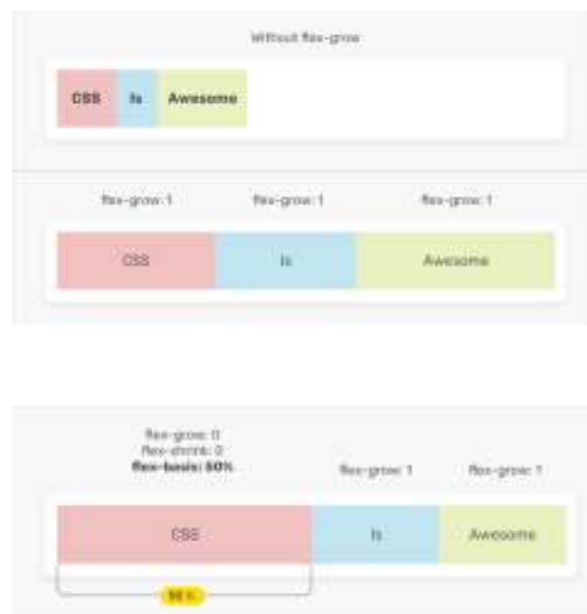 Without flex-grow
CSS Is Awesome
flex-grow: 1 flex-grow: 1 flex-grow: 1
CSS Is Awesome
flex-grow: 0
flex-shrink: 0
flex-basis: 50%
flex-grow: 1 flex-grow: 1
CSS Is Awesome
50%